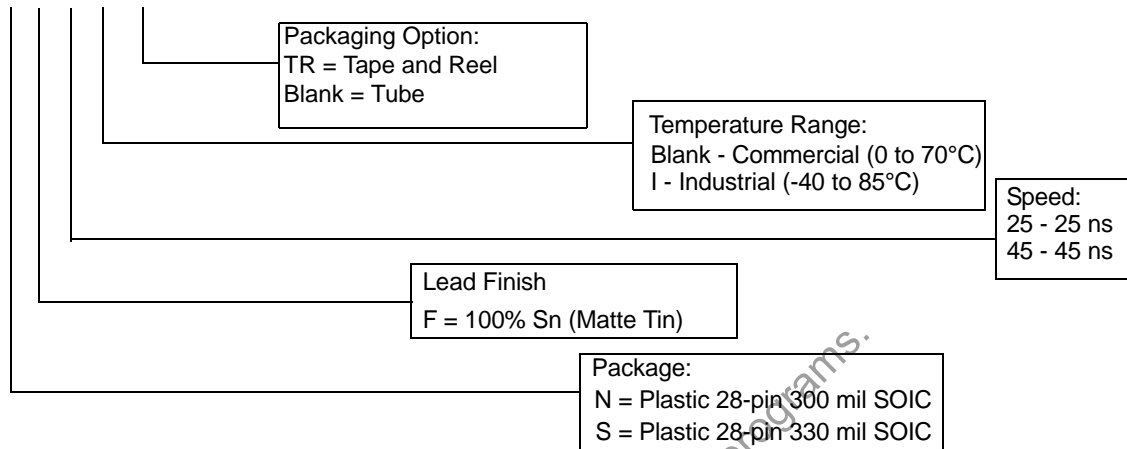 Packaging Option:
TR = Tape and Reel
Blank = Tube
Temperature Range:
Blank - Commercial (0 to 70°C)
I - Industrial (-40 to 85°C)
Speed:
25 - 25 ns
45 - 45 ns
Lead Finish
F = 100% Sn (Matte Tin)
Package:
N = Plastic 28-pin 300 mil SOIC
S = Plastic 28-pin 330 mil SOIC
programs.